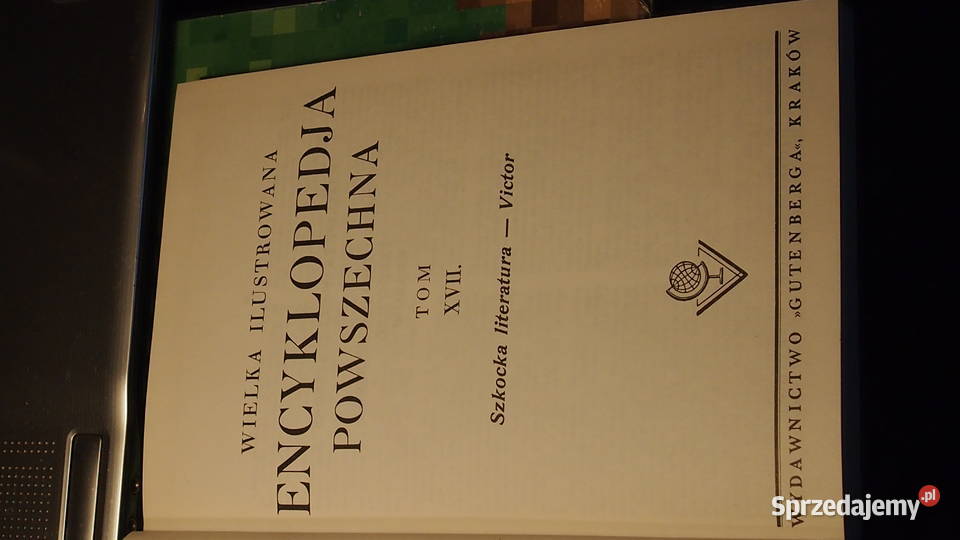 WIELKA ILUSTROWANA
ENCYKLOPEDJA
POWSZECHNA
TOM
XVII.
Szkocka literatura — Victor
WYDAWNICTWO »GUTENBERGA«, KRAKÓW
Sprzedajemy.pl